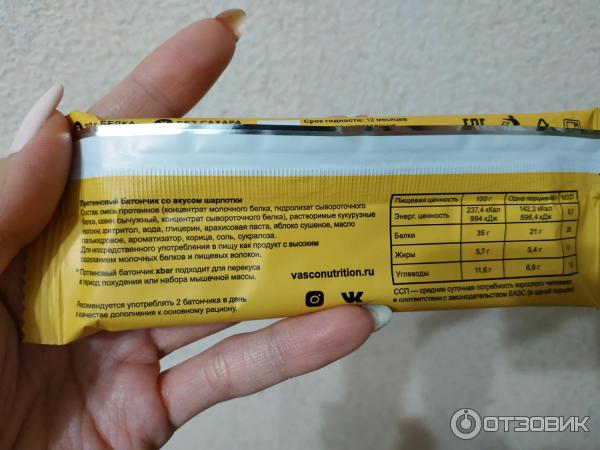 БЕЛКА БЕЗ САХАРА Срок годности: 12 месяцев
Протеиновый батончик со вкусом шарлотки
Состав: смесь протеинов (концентрат молочного белка, гидролизат сывороточного
белка, казеин сычужный, концентрат сывороточного белка), растворимые кукурузные
волокна, эритритол, вода, глицерин, арахисовая паста, яблоко сушеное, масло
пальмоядровое, ароматизатор, корица, соль, сукралоза.
Для непосредственного употребления в пищу как продукт с высоким
содержанием молочных белков и пищевых волокон.
*Протиновый батончик xbar подходит для перекуса
в приод похудения или набора мышечной массы.
Рекомендуется употреблять 2 батончика в день
в качестве дополнения к основному рациону.
vasconutrition.ru
Пищевая ценность 100 г Одна порция
Энерг. ценность 237,4 кКал 994 кДж 142,2 кКал 596,4 кДж
Белки 35 г 21 г
Жиры 5,7 г 3,4 г
Углеводы 11,6 г 6,9 г
ССП — средняя суточная потребность взрослого человека
в соответствии с законодательством ЕАЭС (в одной порции)
ОТЗОВИК